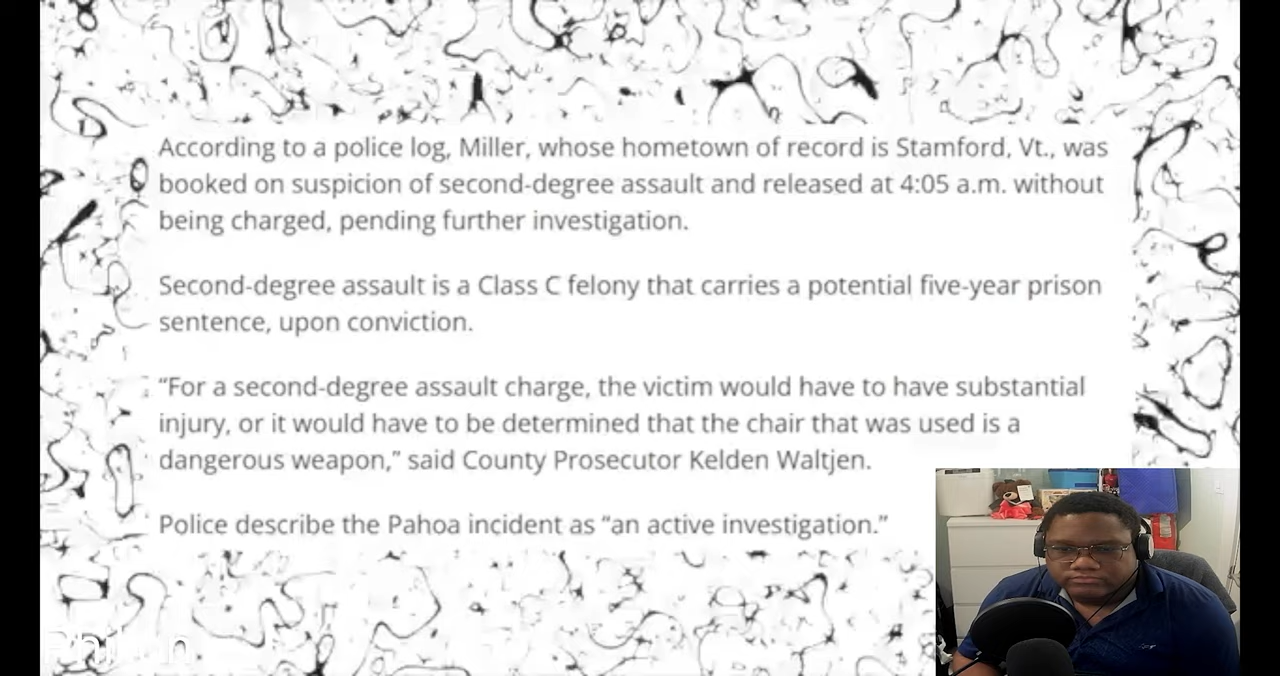 According to a police log, Miller, whose hometown of record is Stamford, Vt., was
booked on suspicion of second-degree assault and released at 4:05 a.m. without
being charged, pending further investigation.
Second-degree assault is a Class C felony that carries a potential five-year prison
sentence, upon conviction.
“For a second-degree assault charge, the victim would have to have substantial
injury, or it would have to be determined that the chair that was used is a
dangerous weapon,” said County Prosecutor Kelden Waltjen.
Police describe the Pahoa incident as “an active investigation.”